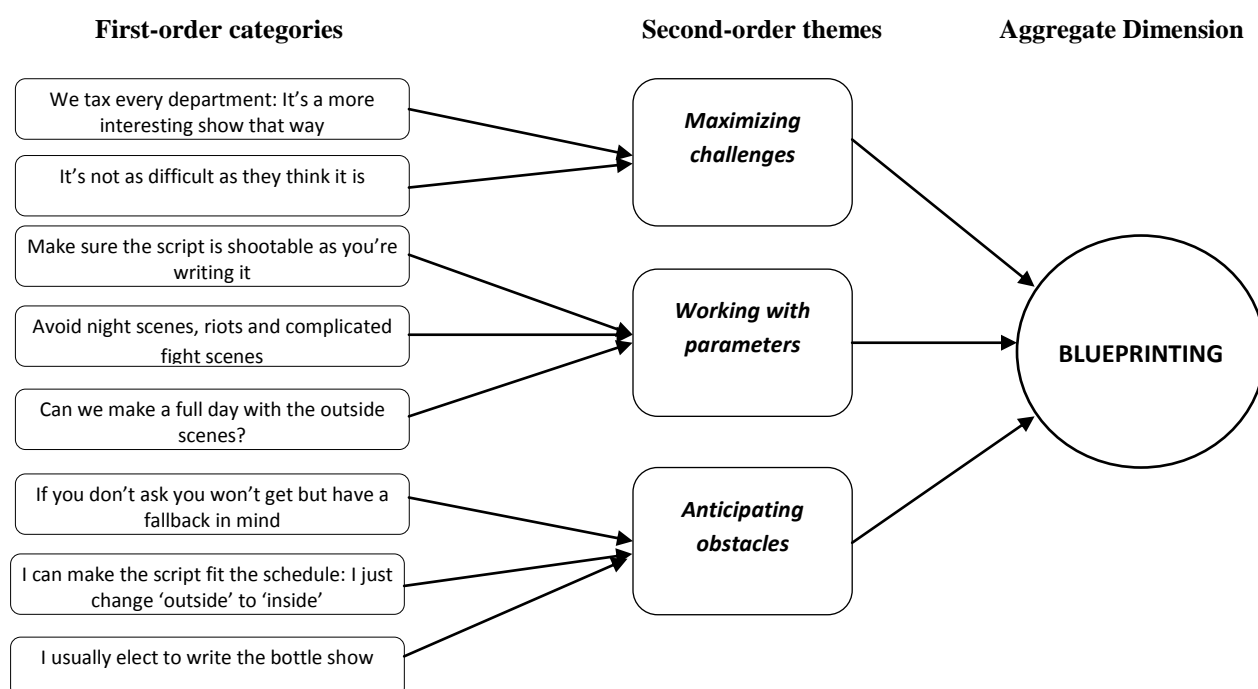 First-order categories
Second-order themes
Aggregate Dimension
We tax every department: It’s a more
interesting show that way
It’s not as difficult as they think it is
Make sure the script is shootable as you’re
writing it
Avoid night scenes, riots and complicated
fight scenes
Can we make a full day with the outside
scenes?
If you don’t ask you won’t get but have a
fallback in mind
I can make the script fit the schedule: I just
change ‘outside’ to ‘inside’
I usually elect to write the bottle show
Maximizing
challenges
Working with
parameters
Anticipating
obstacles
BLUEPRINTING